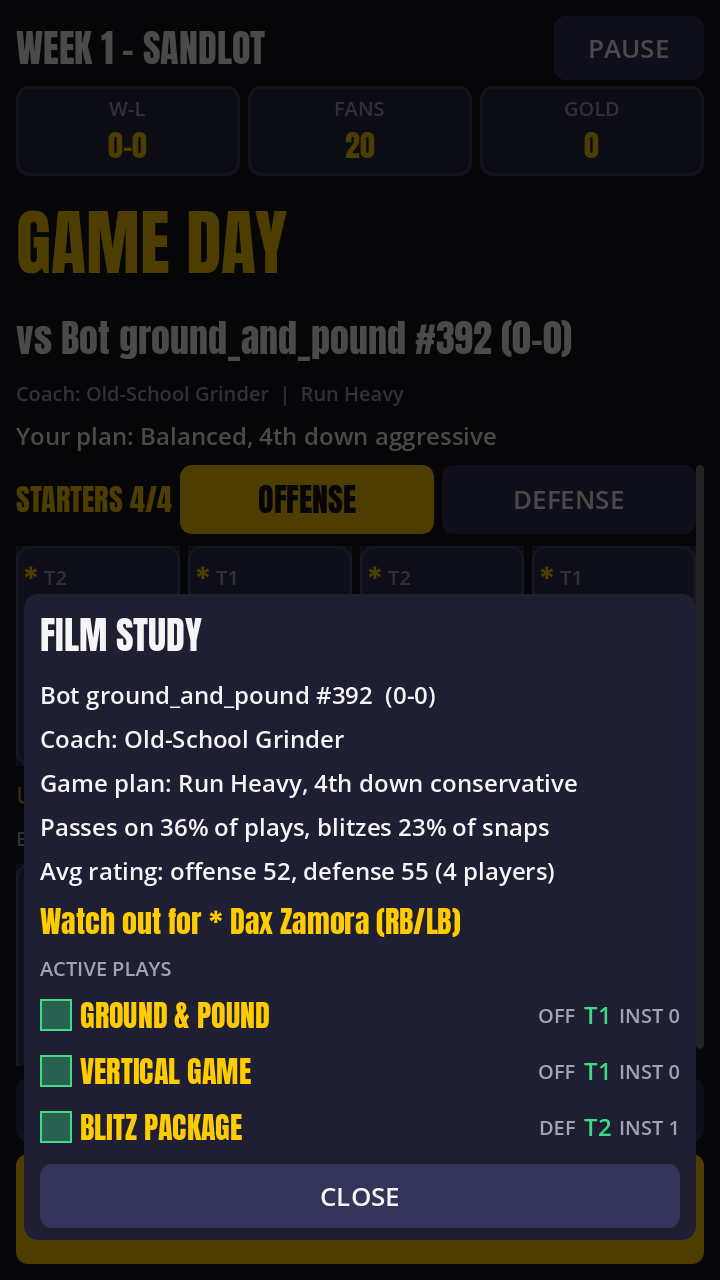 WEEK 1 - SANDLOT
PAUSE
W-L
FANS
GOLD
0-0
20
0
GAME DAY
vs Bot ground_and_pound #392 (0-0)
Coach: Old-School Grinder | Run Heavy
Your plan: Balanced, 4th down aggressive
STARTERS 4/4
OFFENSE
DEFENSE
* T2
* T1
* T2
* T1
FILM STUDY
Bot ground_and_pound #392 (0-0)
Coach: Old-School Grinder
Game plan: Run Heavy, 4th down conservative
Passes on 36% of plays, blitzes 23% of snaps
Avg rating: offense 52, defense 55 (4 players)
Watch out for * Dax Zamora (RB/LB)
ACTIVE PLAYS
GROUND & POUND OFF T1 INST 0
VERTICAL GAME OFF T1 INST 0
BLITZ PACKAGE DEF T2 INST 1
CLOSE